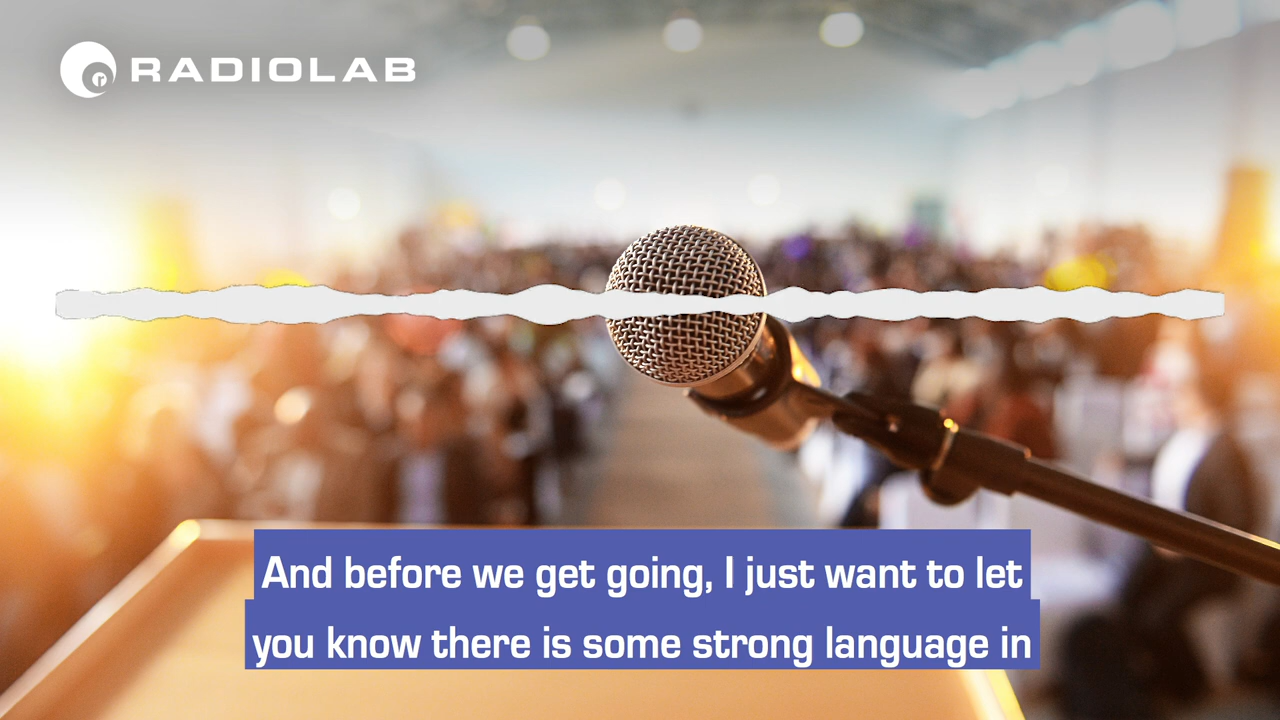 RADIOLAB
And before we get going, I just want to let
you know there is some strong language in